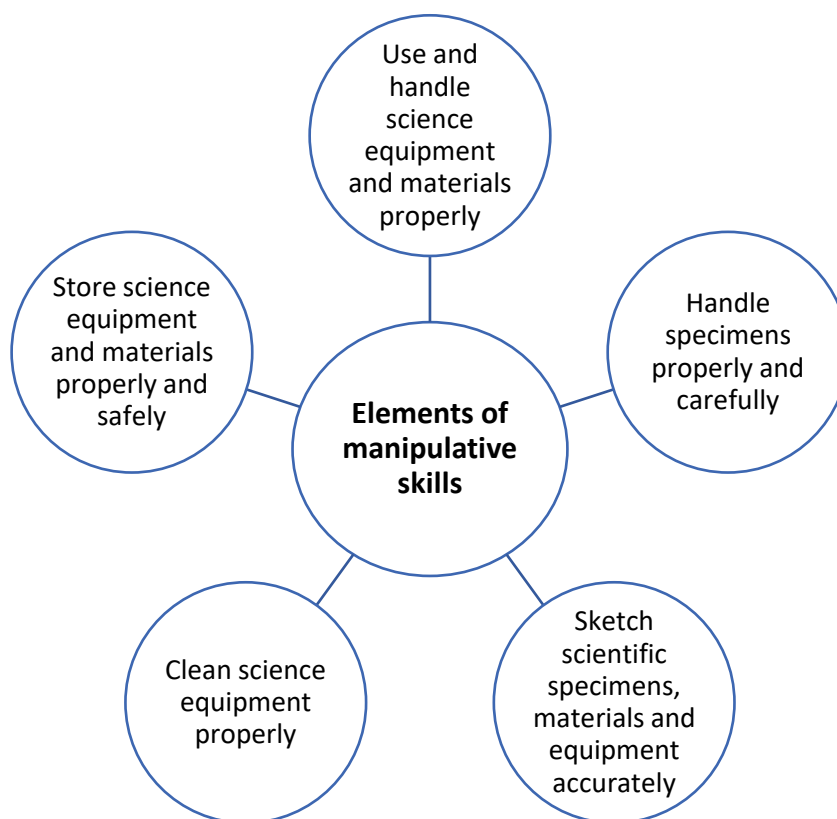 Use and
handle
science
equipment
and materials
properly
Store science
equipment
and materials
properly and
safely
Handle
specimens
properly and
carefully
Elements of
manipulative
skills
Clean science
equipment
properly
Sketch
scientific
specimens,
materials and
equipment
accurately